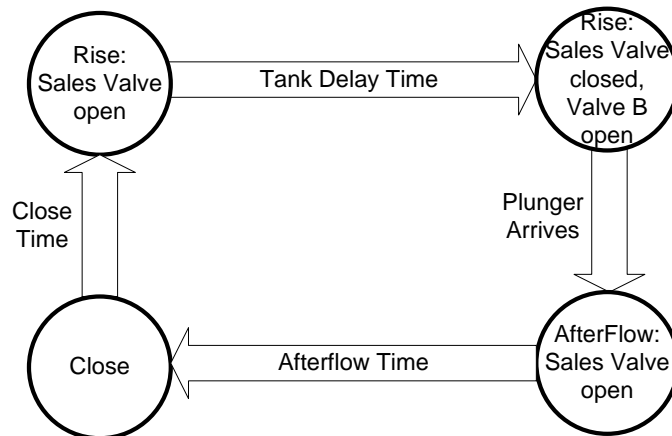 Rise:
Sales Valve
open
Tank Delay Time
Rise:
Sales Valve
closed,
Valve B
open
Close
Time
Plunger
Arrives
Close
Afterflow Time
AfterFlow:
Sales Valve
open